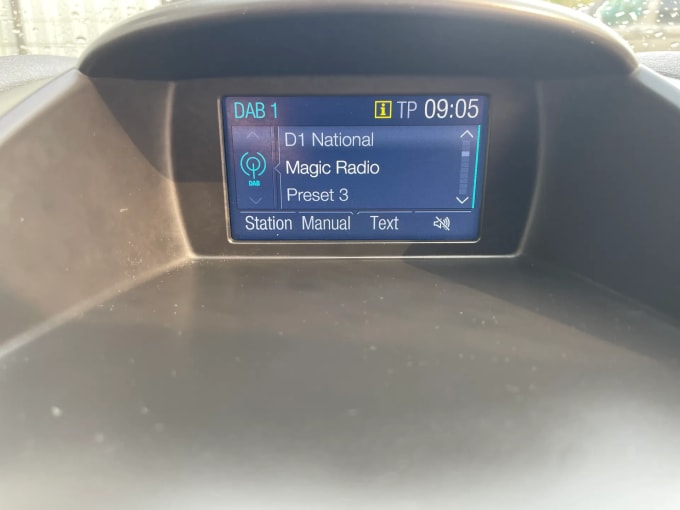 DAB 1 i TP 09:05
D1 National
DAB
Magic Radio
Preset 3
Station Manual Text